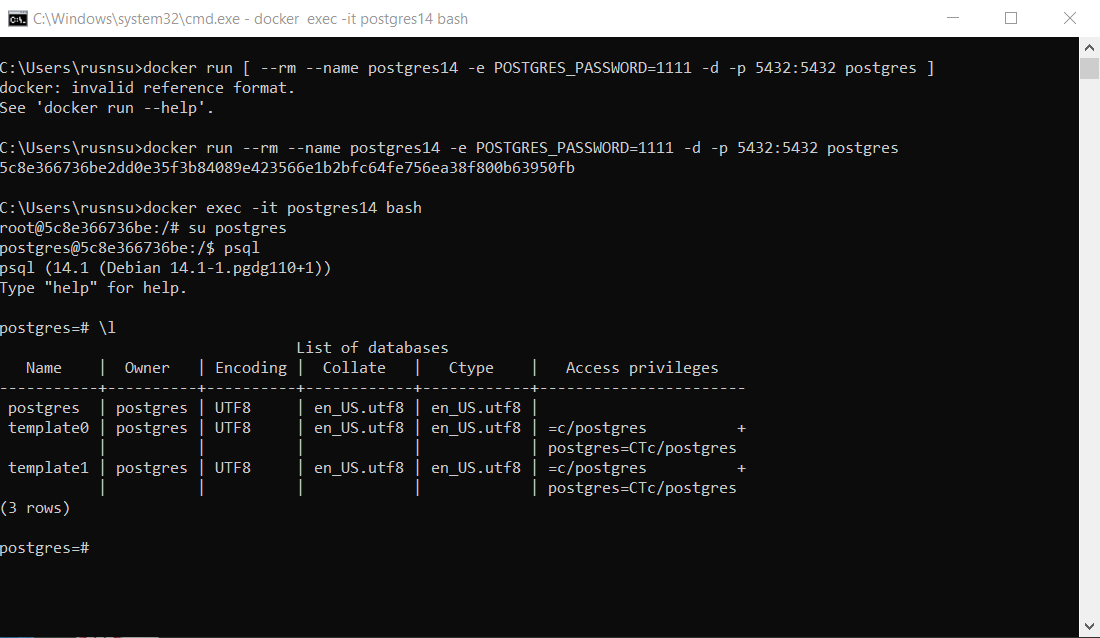 C:\Windows\system32\cmd.exe - docker  exec -it postgres14 bash
C:\Users\rusnsu>docker run [ --rm --name postgres14 -e POSTGRES_PASSWORD=1111 -d -p 5432:5432 postgres ]
docker: invalid reference format.
See 'docker run --help'.
C:\Users\rusnsu>docker run --rm --name postgres14 -e POSTGRES_PASSWORD=1111 -d -p 5432:5432 postgres
5c8e366736be2dd0e35f3b84089e423566e1b2bfc64fe756ea38f800b63950fb
C:\Users\rusnsu>docker exec -it postgres14 bash
root@5c8e366736be:/# su postgres
postgres@5c8e366736be:/$ psql
psql (14.1 (Debian 14.1-1.pgdg110+1))
Type "help" for help.
postgres=# \l
                                 List of databases
   Name    |  Owner   | Encoding |  Collate   |   Ctype    |   Access privileges
-----------+----------+----------+------------+------------+-----------------------
 postgres  | postgres | UTF8     | en_US.utf8 | en_US.utf8 |
 template0 | postgres | UTF8     | en_US.utf8 | en_US.utf8 | =c/postgres          +
           |          |          |            |            | postgres=CTc/postgres
 template1 | postgres | UTF8     | en_US.utf8 | en_US.utf8 | =c/postgres          +
           |          |          |            |            | postgres=CTc/postgres
(3 rows)
postgres=#